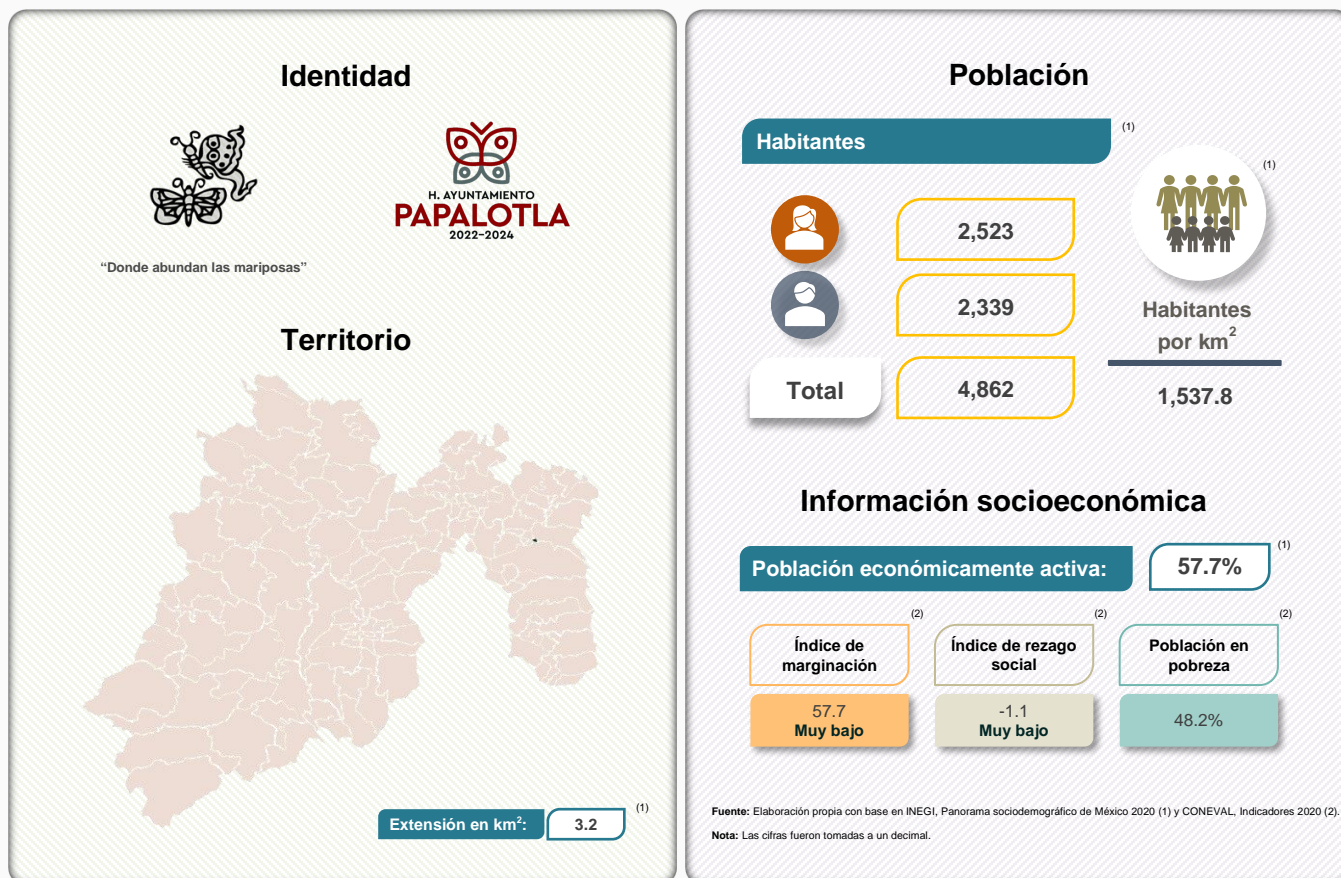 Identidad
H. AYUNTAMIENTO
PAPALOTLA
2022-2024
“Donde abundan las mariposas”
Territorio
Extensión en km²: 3.2 (1)
Población
Habitantes (1)
(1)
2,523
2,339
Total 4,862
Habitantes
por km²
1,537.8
Información socioeconómica
Población económicamente activa: 57.7% (1)
(2) (2) (2)
Índice de
marginación
57.7
Muy bajo
Índice de rezago
social
-1.1
Muy bajo
Población en
pobreza
48.2%
Fuente: Elaboración propia con base en INEGI, Panorama sociodemográfico de México 2020 (1) y CONEVAL, Indicadores 2020 (2).
Nota: Las cifras fueron tomadas a un decimal.